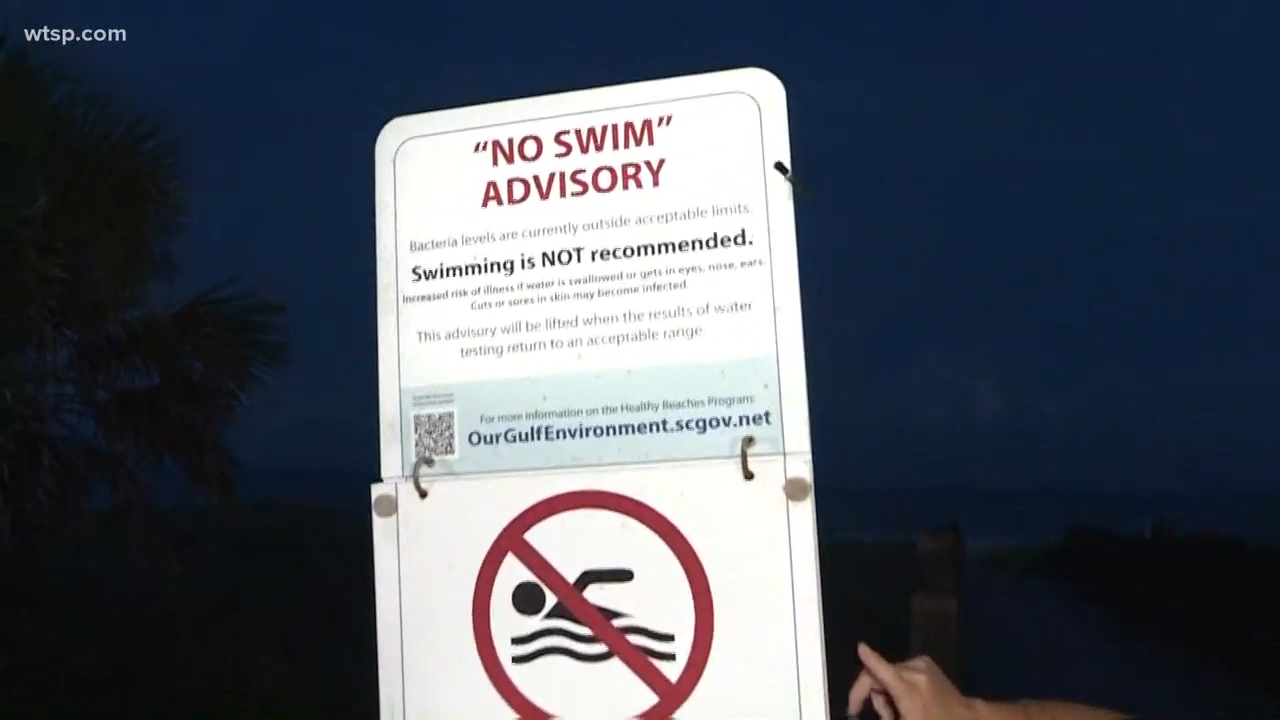 wtsp.com
“NO SWIM”
ADVISORY
Bacteria levels are currently outside acceptable limits.
Swimming is NOT recommended.
Increased risk of illness if water is swallowed or gets in eyes, nose, ears.
Cuts or sores in skin may become infected.
This advisory will be lifted when the results of water
testing return to an acceptable range.
For more information on the Healthy Beaches Program:
OurGulfEnvironment.scgov.net